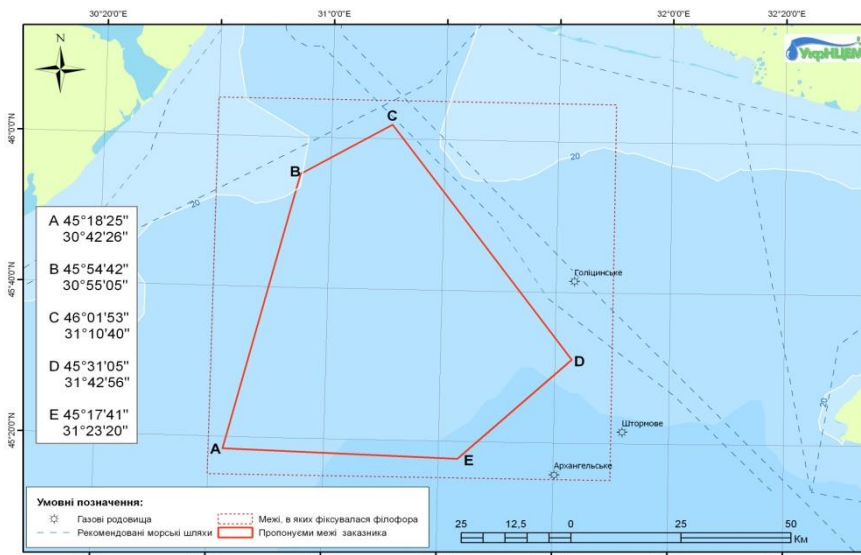 30°20'0"E 31°0'0"E 32°0'0"E 32°20'0"E
УкрНЦЕМ
46°0'0"N
45°40'0"N
45°20'0"N
C
B
20
20
20
A 45°18'25"
30°42'26"
B 45°54'42"
30°55'05"
C 46°01'53"
31°10'40"
D 45°31'05"
31°42'56"
E 45°17'41"
31°23'20"
Голіцинське
D
Штормове
A
E
Архангельське
Умовні позначення:
Газові родовища
Рекомендовані морські шляхи
Межі, в яких фіксувалася філофора
Пропонуєми межі заказника
25 12,5 0 25 50
Км